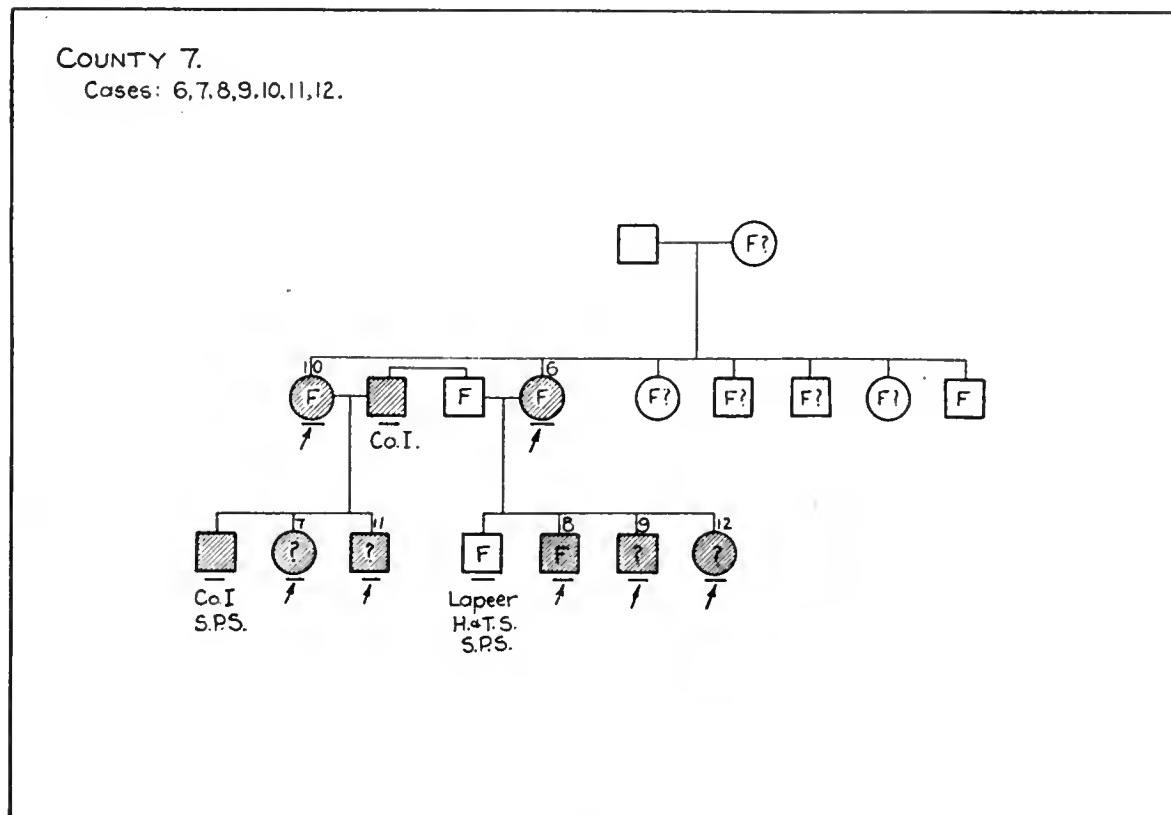 COUNTY 7.
Cases: 6,7.8,9.10,11,12.
F?
10 6
F F F F? F? F? F? F
Co.I.
7 11 8 9 12
? ? F F ? ?
Co.I Lapeer
S.P.S. H.&T.S.
S.P.S.